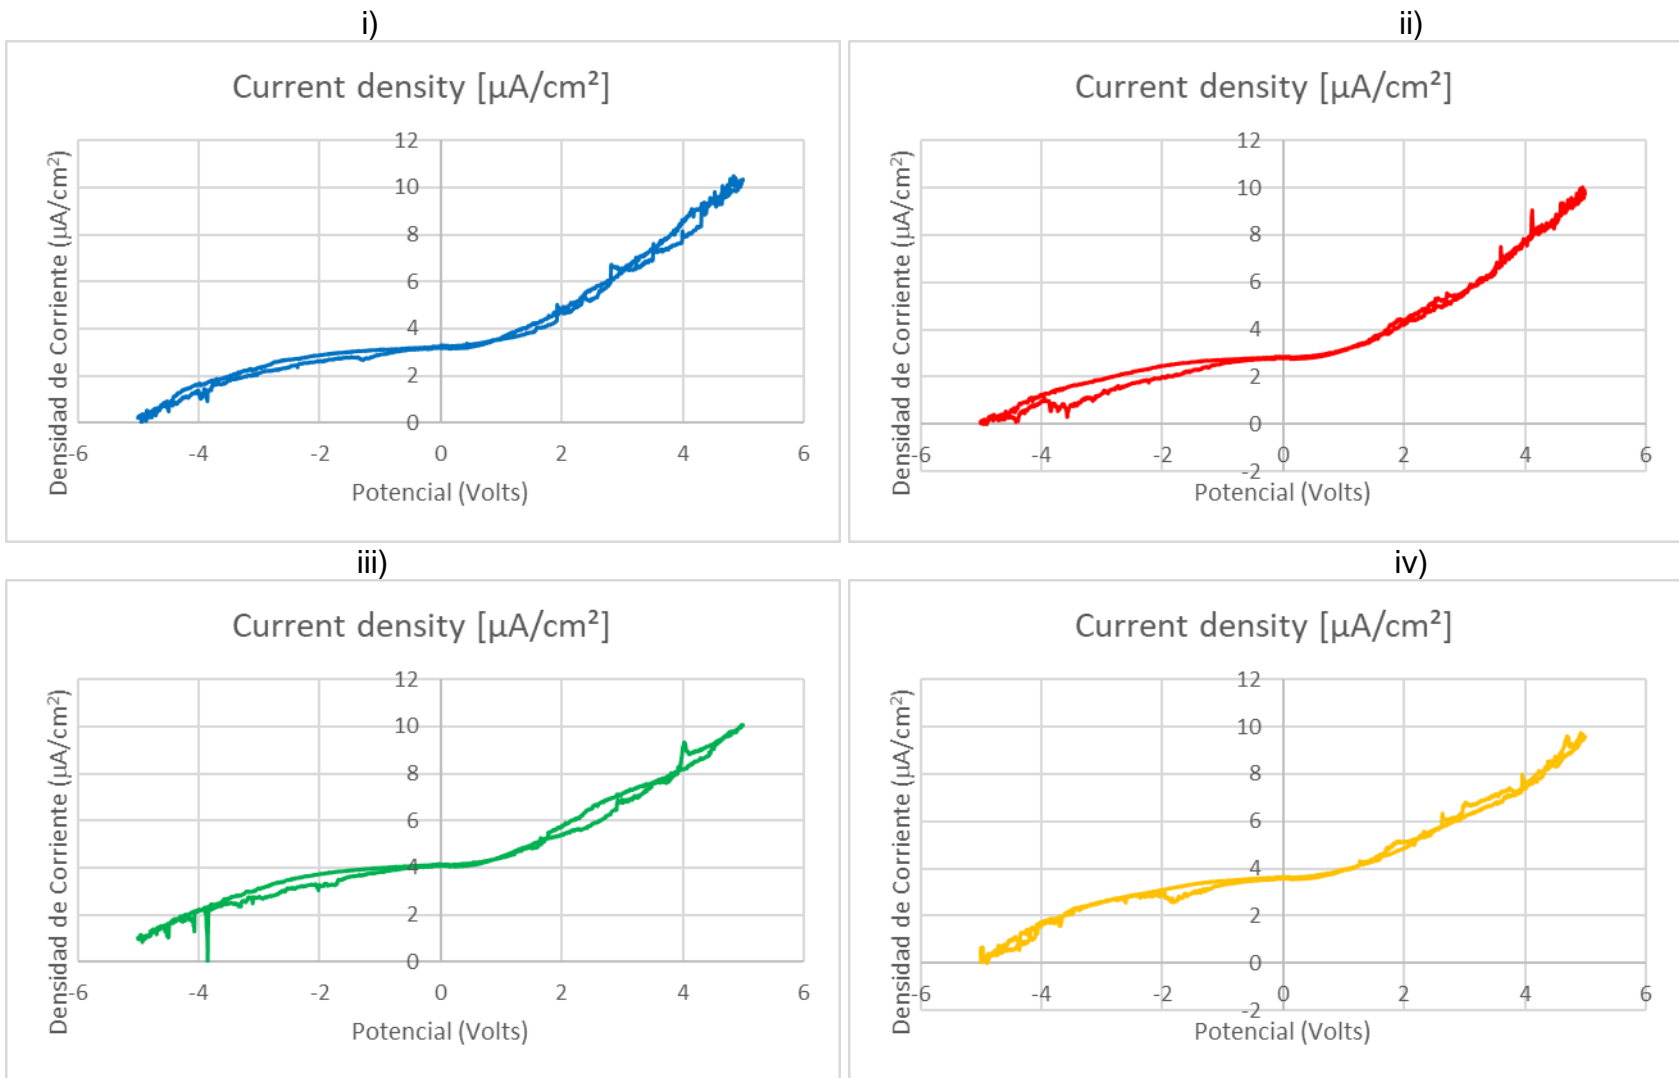 i)
Current density [µA/cm²]
Densidad de Corriente (µA/cm²)
12
10
8
6
4
2
0
-6 -4 -2 0 2 4 6
Potencial (Volts)
ii)
Current density [µA/cm²]
Densidad de Corriente (µA/cm²)
12
10
8
6
4
2
0
-2
-6 -4 -2 0 2 4 6
Potencial (Volts)
iii)
Current density [µA/cm²]
Densidad de Corriente (µA/cm²)
12
10
8
6
4
2
0
-6 -4 -2 0 2 4 6
Potencial (Volts)
iv)
Current density [µA/cm²]
Densidad de Corriente (µA/cm²)
12
10
8
6
4
2
0
-2
-6 -4 -2 0 2 4 6
Potencial (Volts)